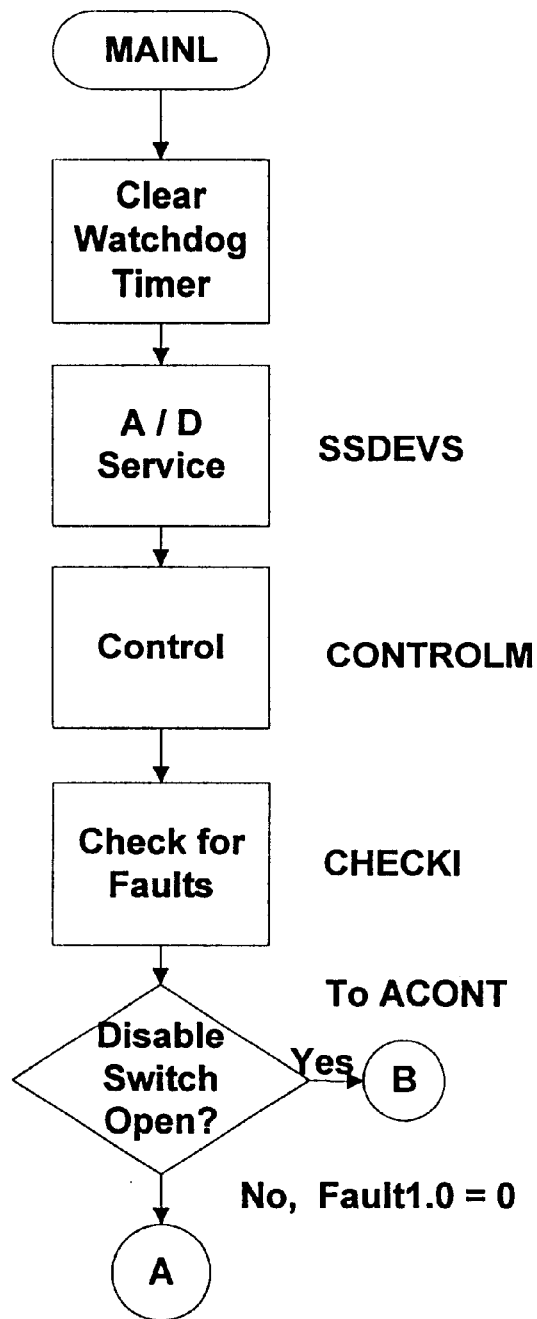 MAINL
Clear
Watchdog
Timer
A / D
Service
SSDEVS
Control
CONTROLM
Check for
Faults
CHECKI
To ACONT
Disable
Switch
Open?
Yes
B
No, Fault1.0 = 0
A